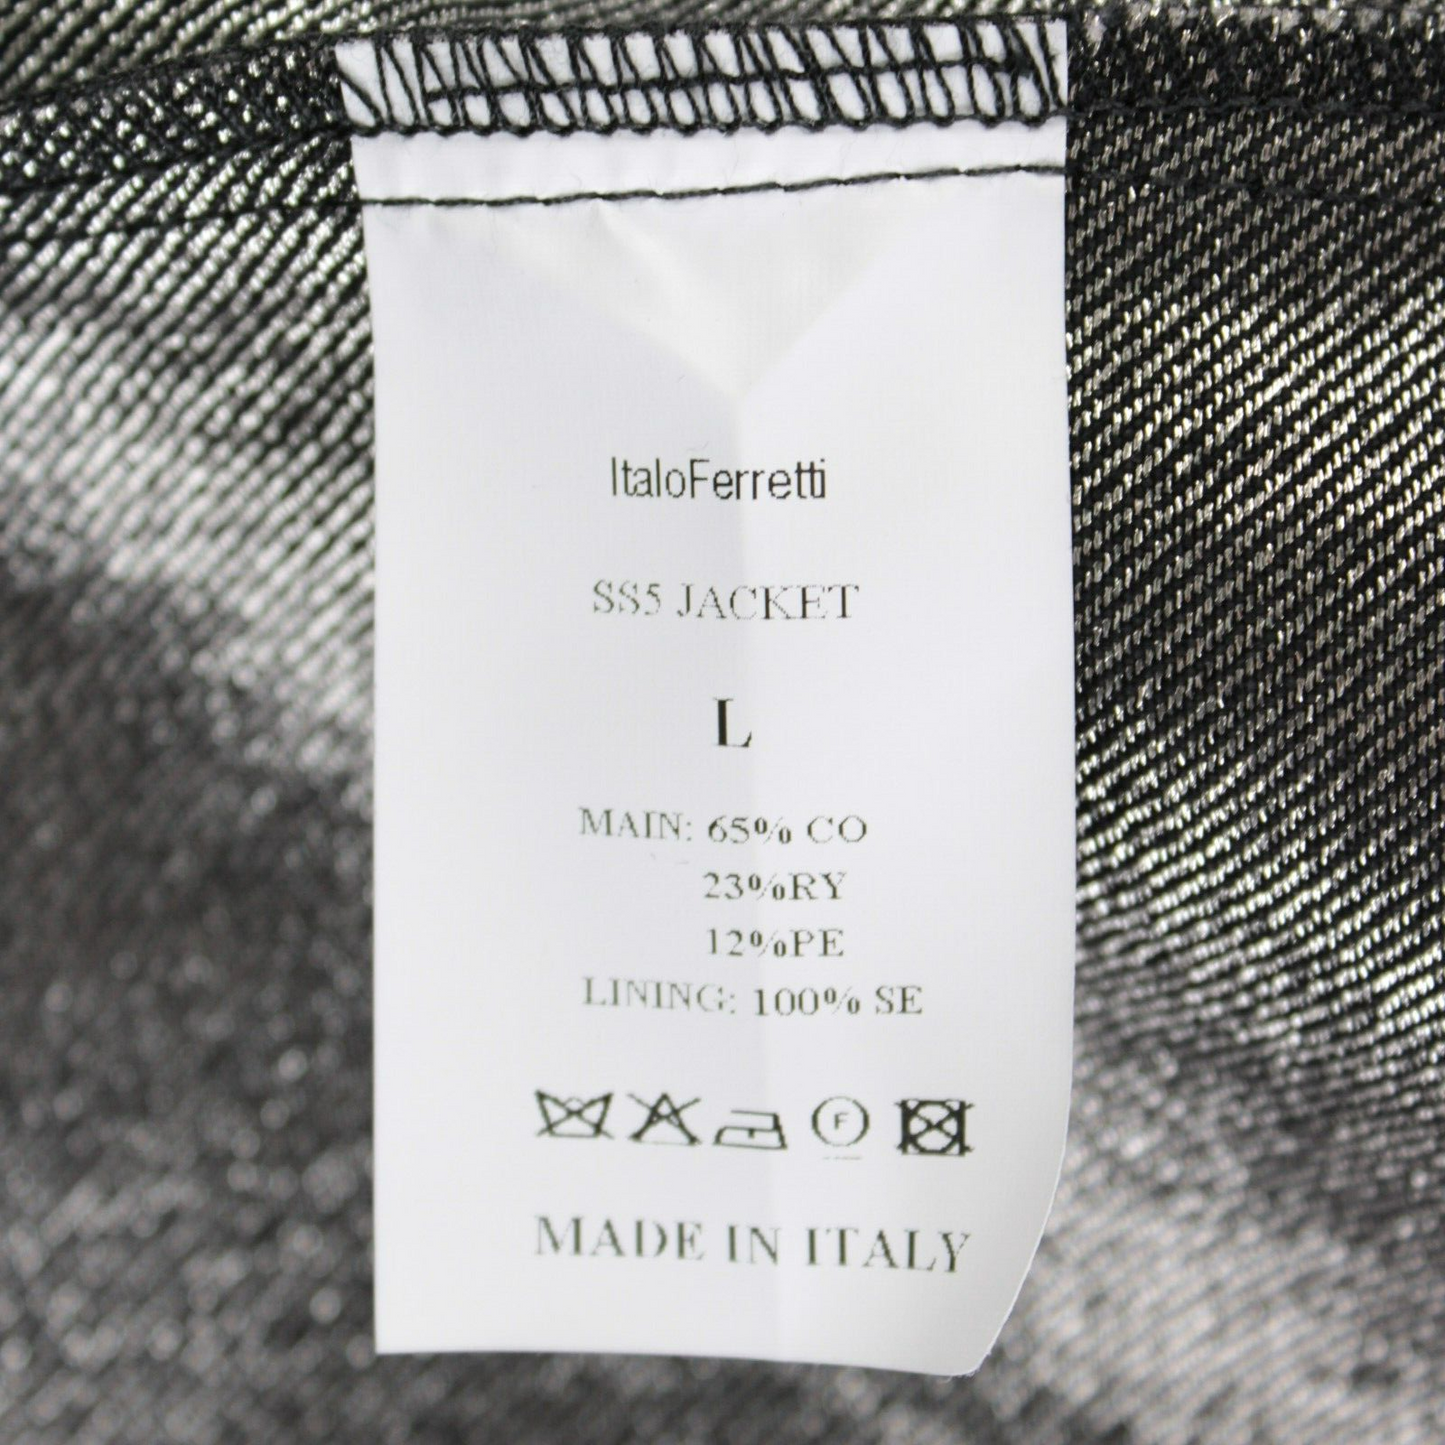 ItaloFerretti
SS5 JACKET
L
MAIN: 65% CO
23%RY
12%PE
LINING: 100% SE
F
MADE IN ITALY